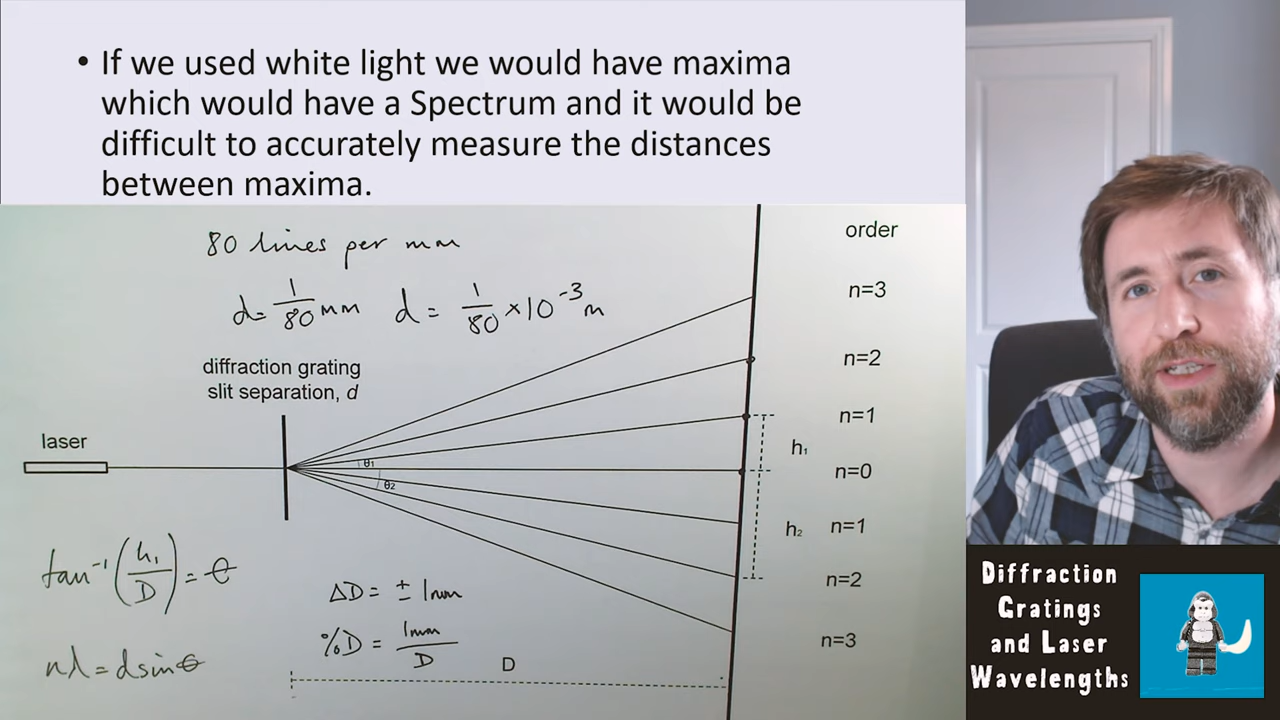 • If we used white light we would have maxima
which would have a Spectrum and it would be
difficult to accurately measure the distances
between maxima.
80 lines per mm
d= 1/80 mm d = 1/80 ×10⁻³ m
diffraction grating
slit separation, d
laser
order
n=3
n=2
n=1
n=0
n=1
n=2
n=3
h₁
h₂
θ₁
θ₂
tan⁻¹(h₁/D) = θ
nλ = dsinθ
ΔD = ± 1mm
%D = 1mm/D
D
Diffraction
Gratings
and Laser
Wavelengths